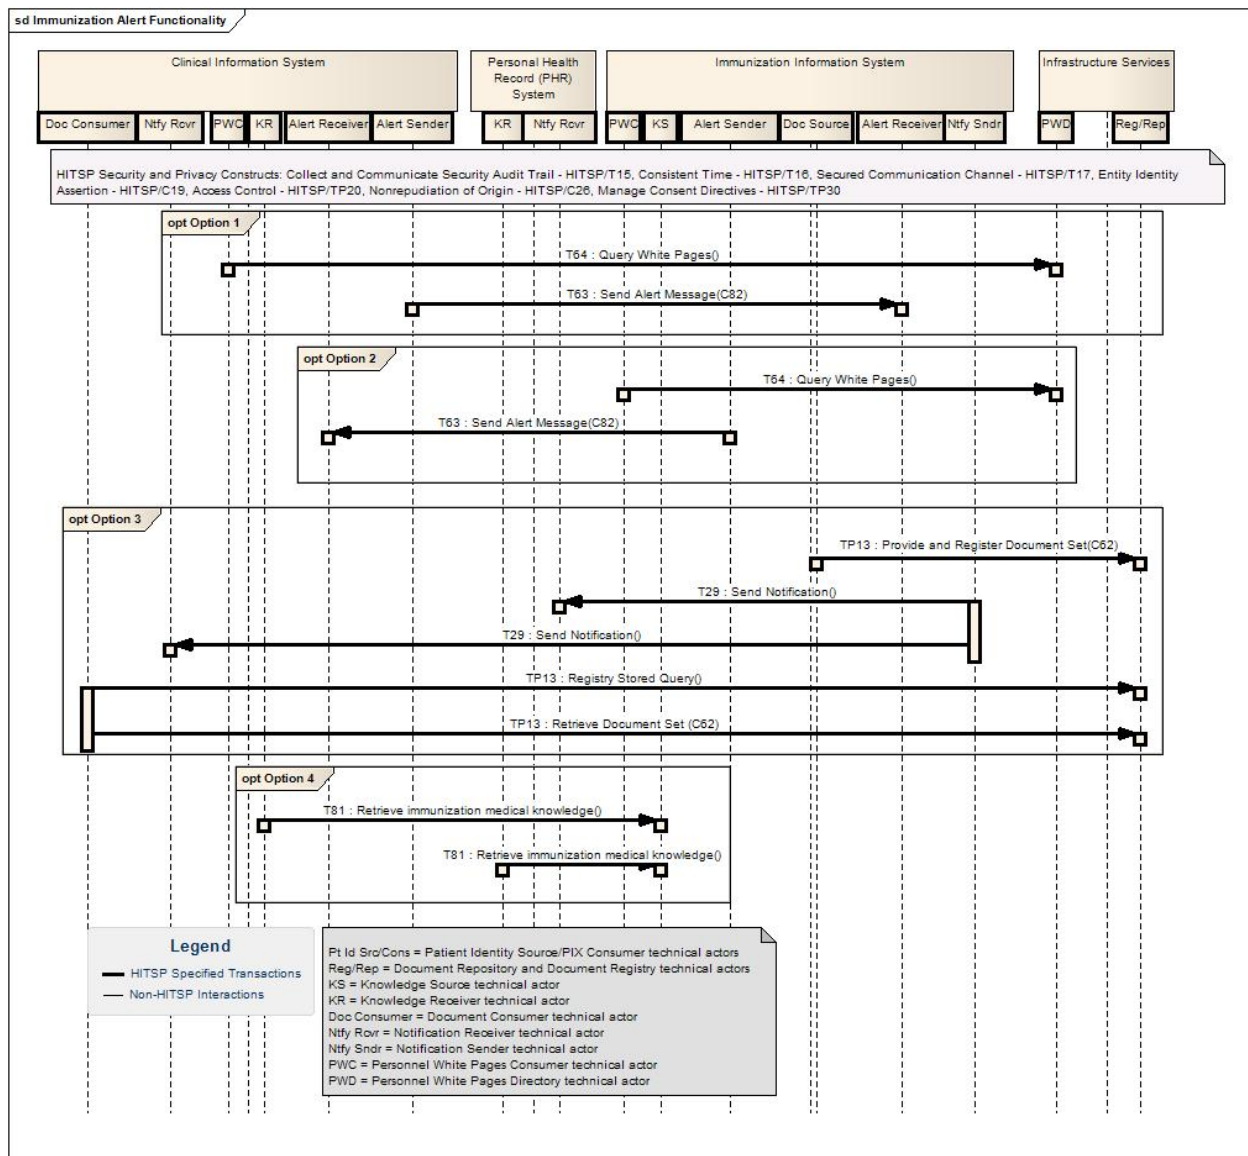 sd Immunization Alert Functionality
Clinical Information System
Personal Health
Record (PHR)
System
Immunization Information System
Infrastructure Services
Doc Consumer
Ntfy Rcvr
PWC
KR
Alert Receiver
Alert Sender
KR
Ntfy Rcvr
PWC
KS
Alert Sender
Doc Source
Alert Receiver
Ntfy Sndr
PWD
Reg/Rep
HITSP Security and Privacy Constructs: Collect and Communicate Security Audit Trail - HITSP/T15, Consistent Time - HITSP/T16, Secured Communication Channel - HITSP/T17, Entity Identity
Assertion - HITSP/C19, Access Control - HITSP/TP20, Nonrepudiation of Origin - HITSP/C26, Manage Consent Directives - HITSP/TP30
opt Option 1
T64 : Query White Pages()
T63 : Send Alert Message(C82)
opt Option 2
T64 : Query White Pages()
T63 : Send Alert Message(C82)
opt Option 3
TP13 : Provide and Register Document Set(C62)
T29 : Send Notification()
T29 : Send Notification()
TP13 : Registry Stored Query()
TP13 : Retrieve Document Set (C62)
opt Option 4
T81 : Retrieve immunization medical knowledge()
T81 : Retrieve immunization medical knowledge()
Legend
HITSP Specified Transactions
Non-HITSP Interactions
Pt Id Src/Cons = Patient Identity Source/PIX Consumer technical actors
Reg/Rep = Document Repository and Document Registry technical actors
KS = Knowledge Source technical actor
KR = Knowledge Receiver technical actor
Doc Consumer = Document Consumer technical actor
Ntfy Rcvr = Notification Receiver technical actor
Ntfy Sndr = Notification Sender technical actor
PWC = Personnel White Pages Consumer technical actor
PWD = Personnel White Pages Directory technical actor